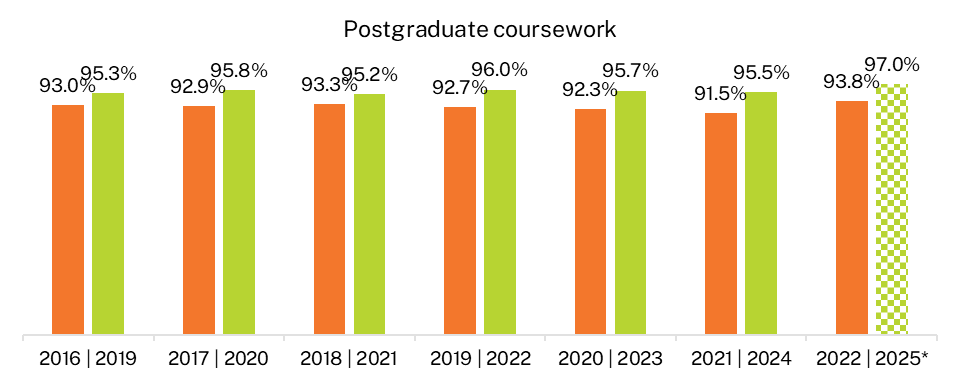 Postgraduate coursework
93.0% 95.3% 92.9% 95.8% 93.3% 95.2% 92.7% 96.0% 92.3% 95.7% 91.5% 95.5% 93.8% 97.0%
2016 | 2019 2017 | 2020 2018 | 2021 2019 | 2022 2020 | 2023 2021 | 2024 2022 | 2025*